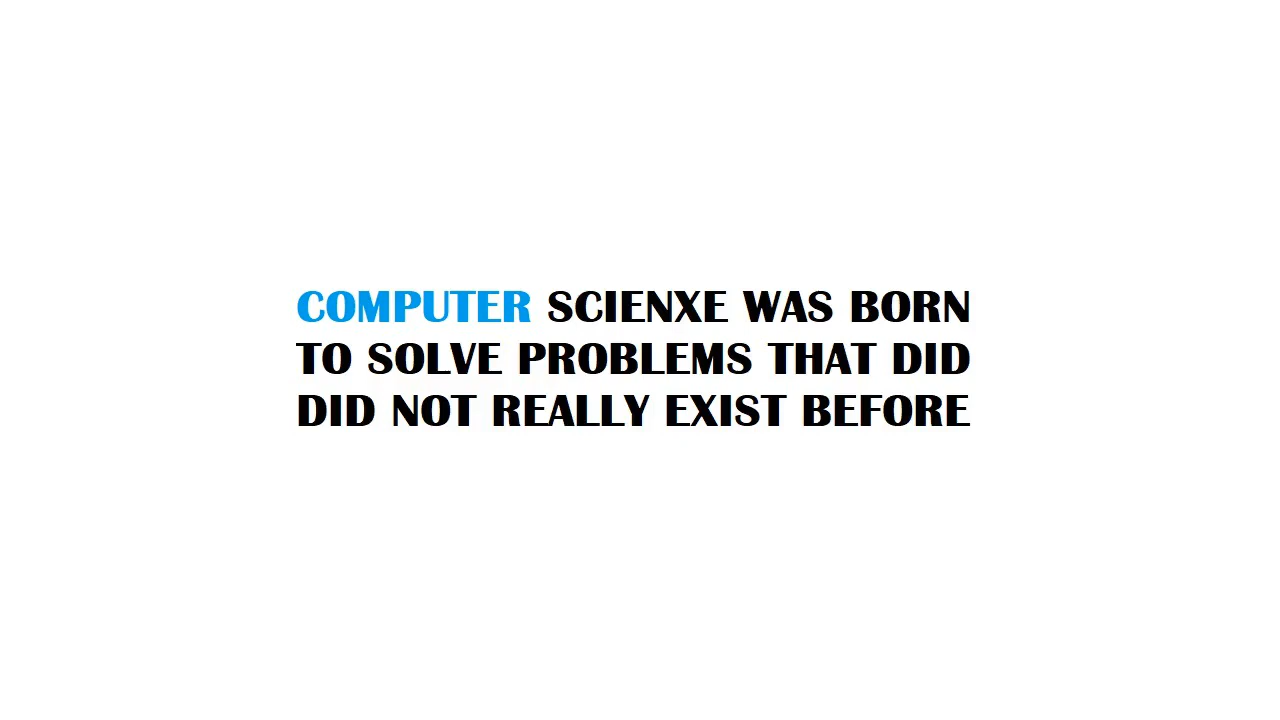 COMPUTER SCIENXE WAS BORN
TO SOLVE PROBLEMS THAT DID
DID NOT REALLY EXIST BEFORE